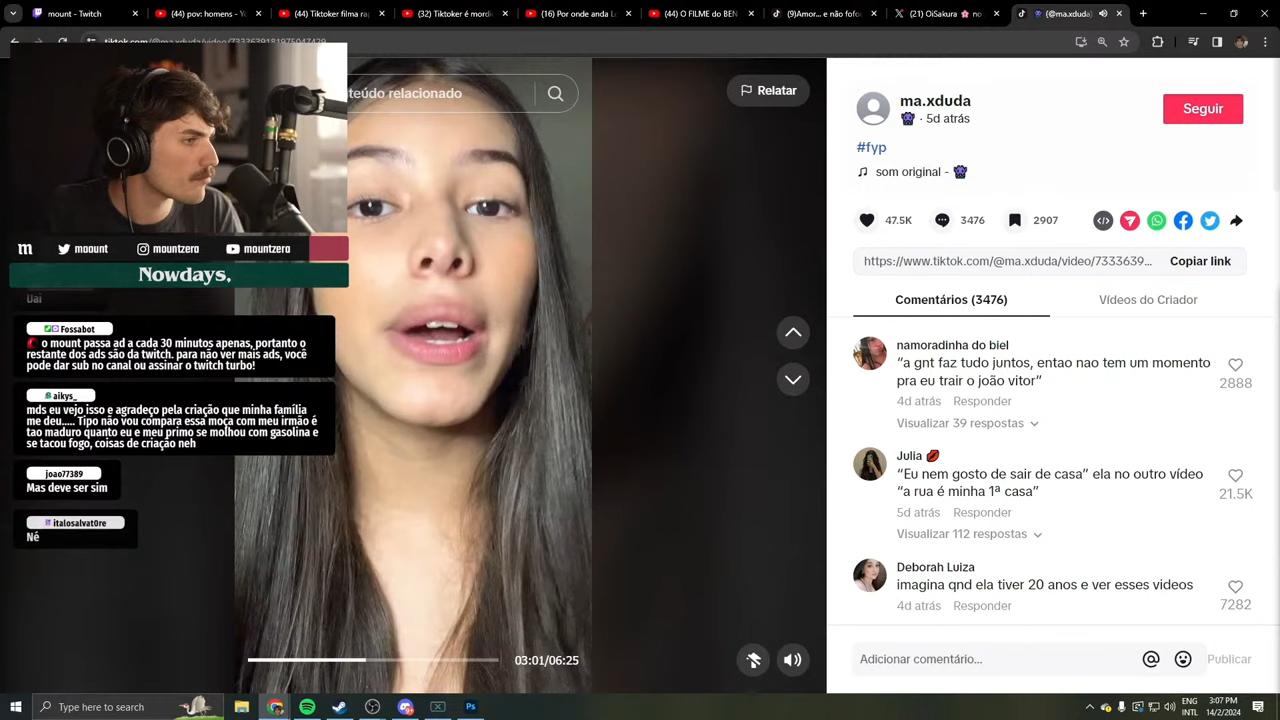 mount - Twitch
(44) pov: homens - Yo
(44) Tiktoker filma ra
(32) Tiktoker é morde
(16) Por onde anda Lo
(44) O FILME do BEN
(9)Amor... a não fofo
(21) OiSakura
(@ma.xduda) |
teúdo relacionado
Relatar
m maount mountzera mountzera
Nowdays,
Uai
Fossabot
o mount passa ad a cada 30 minutos apenas, portanto o
restante dos ads são da twitch. para não ver mais ads, você
pode dar sub no canal ou assinar o twitch turbo!
aikys_
mds eu vejo isso e agradeço pela criação que minha família
me deu..... Tipo não vou compara essa moça com meu irmão é
tao maduro quanto eu e meu primo se molhou com gasolina e
se tacou fogo, coisas de criação neh
joao77389
Mas deve ser sim
italosalvat0re
Né
03:01/06:25
ma.xduda
· 5d atrás
Seguir
#fyp
som original -
47.5K 3476 2907
https://www.tiktok.com/@ma.xduda/video/7333639...
Copiar link
Comentários (3476)
Vídeos do Criador
namoradinha do biel
“a gnt faz tudo juntos, entao nao tem um momento
pra eu trair o joão vitor”
2888
4d atrás Responder
Visualizar 39 respostas
Julia
“Eu nem gosto de sair de casa” ela no outro vídeo
“a rua é minha 1ª casa”
21.5K
5d atrás Responder
Visualizar 112 respostas
Deborah Luiza
imagina qnd ela tiver 20 anos e ver esses videos
7282
4d atrás Responder
Adicionar comentário...
Publicar
Type here to search
ENG
INTL
3:07 PM
14/2/2024